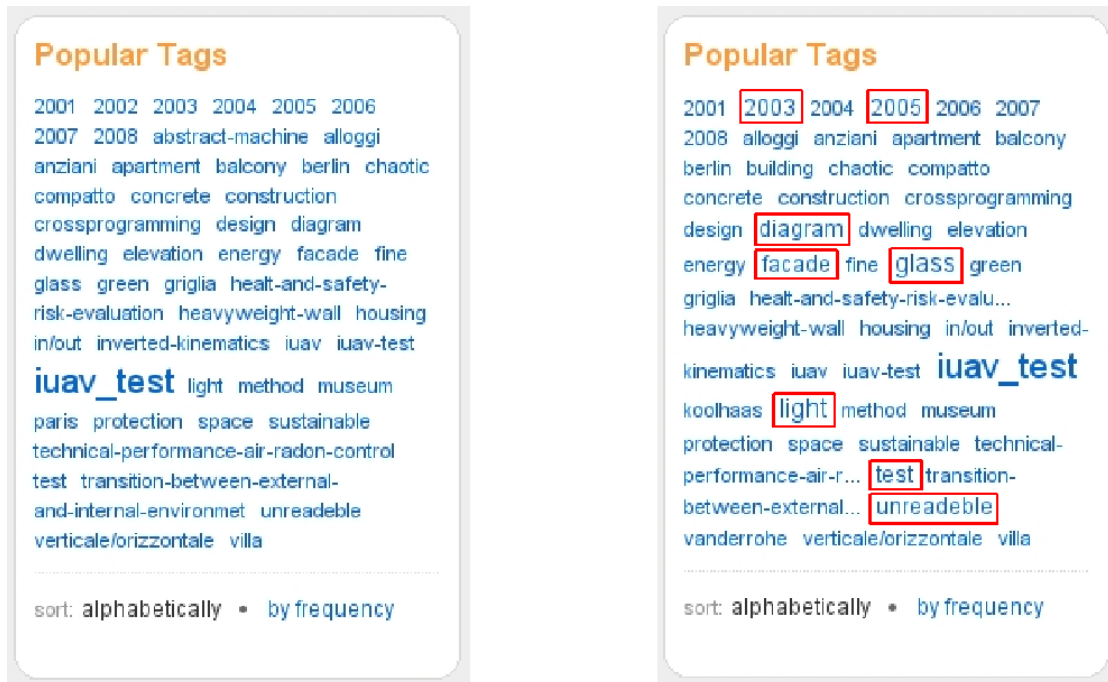 Popular Tags
2001 2002 2003 2004 2005 2006
2007 2008 abstract-machine alloggi
anziani apartment balcony berlin chaotic
compatto concrete construction
crossprogramming design diagram
dwelling elevation energy facade fine
glass green griglia healt-and-safety-
risk-evaluation heavyweight-wall housing
in/out inverted-kinematics iuav iuav-test
iuav_test light method museum
paris protection space sustainable
technical-performance-air-radon-control
test transition-between-external-
and-internal-environmet unreadeble
verticale/orizzontale villa
sort: alphabetically • by frequency
Popular Tags
2001 2003 2004 2005 2006 2007
2008 alloggi anziani apartment balcony
berlin building chaotic compatto
concrete construction crossprogramming
design diagram dwelling elevation
energy facade fine glass green
griglia healt-and-safety-risk-evalu...
heavyweight-wall housing in/out inverted-
kinematics iuav iuav-test iuav_test
koolhaas light method museum
protection space sustainable technical-
performance-air-r... test transition-
between-external... unreadeble
vanderrohe verticale/orizzontale villa
sort: alphabetically • by frequency